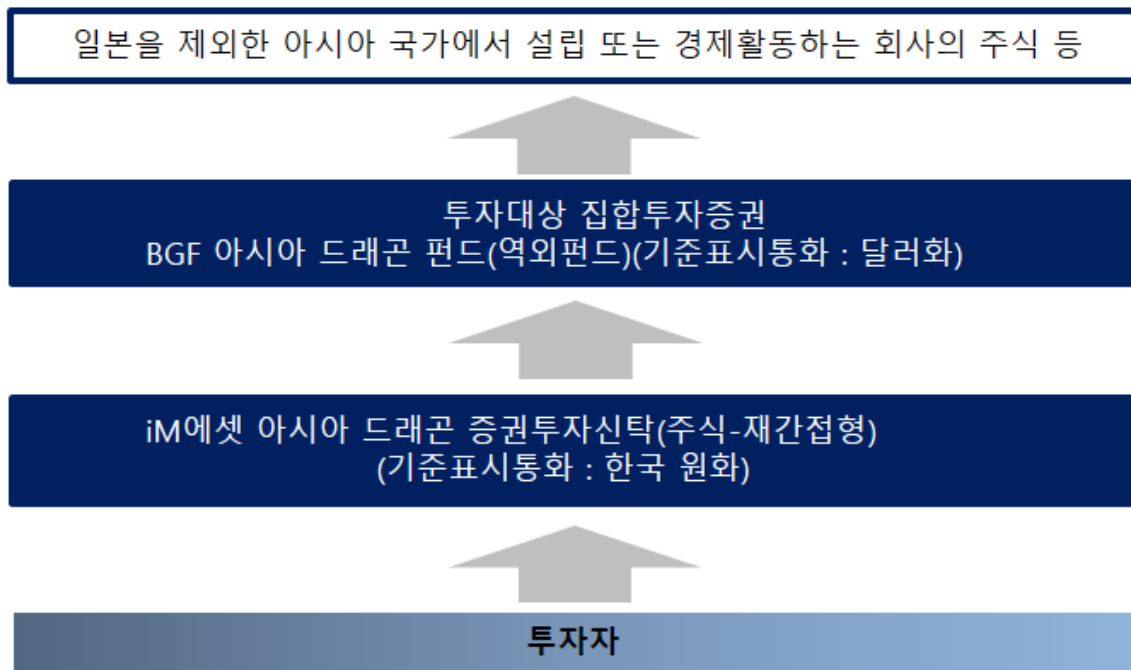 일본을 제외한 아시아 국가에서 설립 또는 경제활동하는 회사의 주식 등
투자대상 집합투자증권
BGF 아시아 드래곤 펀드(역외펀드)(기준표시통화 : 달러화)
iM에셋 아시아 드래곤 증권투자신탁(주식-재간접형)
(기준표시통화 : 한국 원화)
투자자